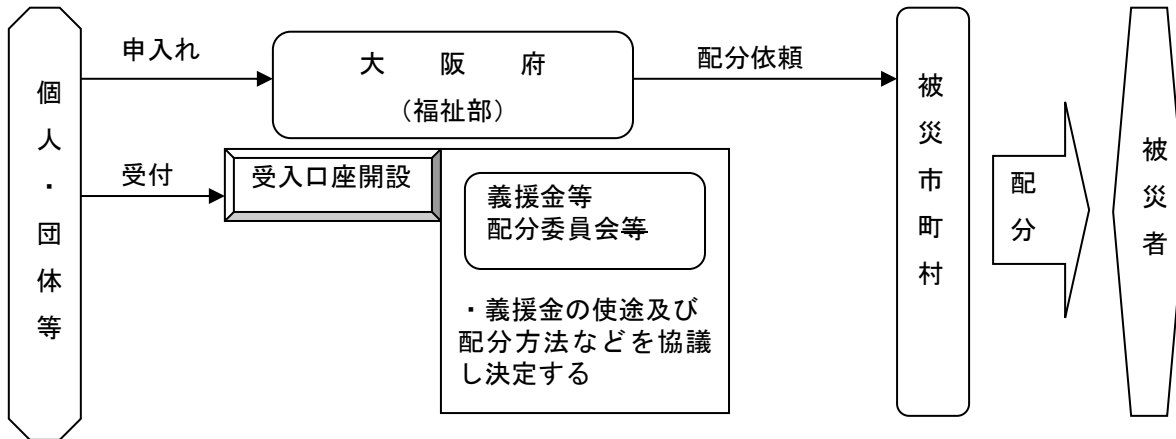 個人・団体等
申入れ
大阪府
（福祉部）
配分依頼
受付
受入口座開設
義援金等
配分委員会等
・義援金の使途及び
配分方法などを協議
し決定する
被災市町村
配分
被災者